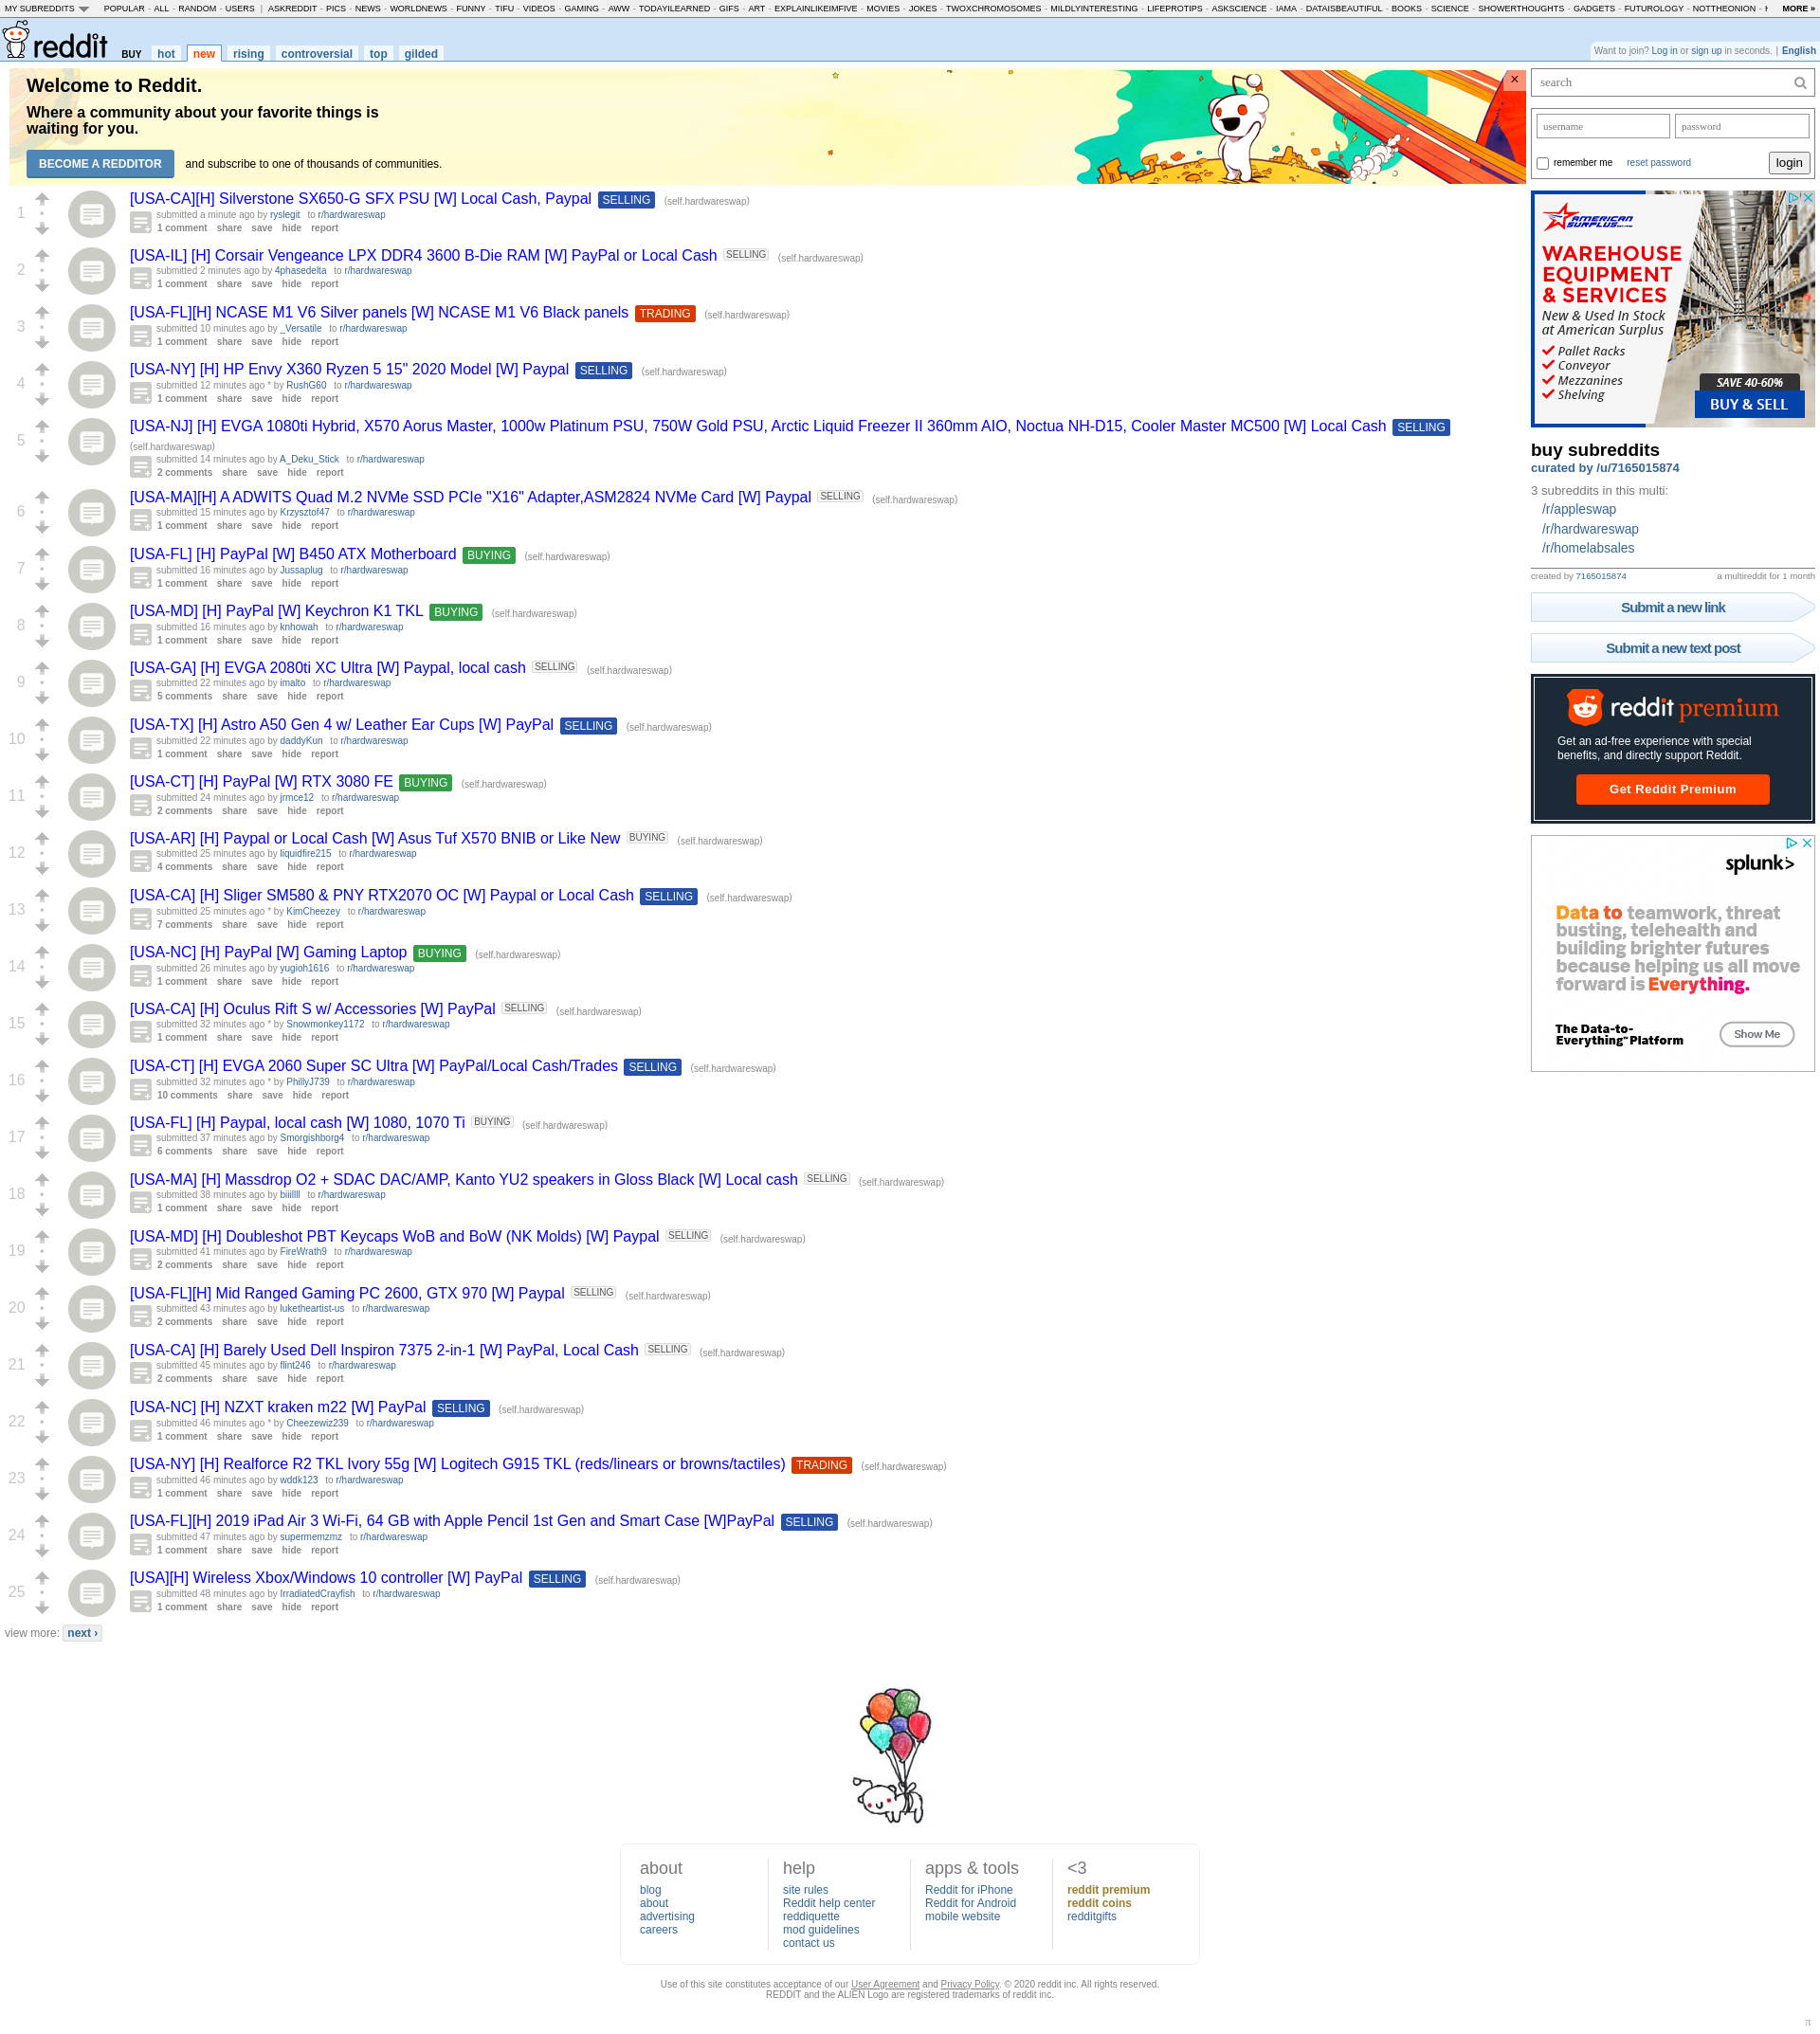 MY SUBREDDITS POPULAR - ALL - RANDOM - USERS | ASKREDDIT - PICS - NEWS - WORLDNEWS - FUNNY - TIFU - VIDEOS - GAMING - AWW - TODAYILEARNED - GIFS - ART - EXPLAINLIKEIMFIVE - MOVIES - JOKES - TWOXCHROMOSOMES - MILDLYINTERESTING - LIFEPROTIPS - ASKSCIENCE - IAMA - DATAISBEAUTIFUL - BOOKS - SCIENCE - SHOWERTHOUGHTS - GADGETS - FUTUROLOGY - NOTTHEONION - MORE »
reddit BUY hot new rising controversial top gilded
Want to join? Log in or sign up in seconds. | English
Welcome to Reddit.
Where a community about your favorite things is
waiting for you.
BECOME A REDDITOR and subscribe to one of thousands of communities.
1
[USA-CA][H] Silverstone SX650-G SFX PSU [W] Local Cash, Paypal SELLING (self.hardwareswap)
submitted a minute ago by ryslegit to r/hardwareswap
1 comment share save hide report
2
[USA-IL] [H] Corsair Vengeance LPX DDR4 3600 B-Die RAM [W] PayPal or Local Cash SELLING (self.hardwareswap)
submitted 2 minutes ago by 4phasedelta to r/hardwareswap
1 comment share save hide report
3
[USA-FL][H] NCASE M1 V6 Silver panels [W] NCASE M1 V6 Black panels TRADING (self.hardwareswap)
submitted 10 minutes ago by _Versatile to r/hardwareswap
1 comment share save hide report
4
[USA-NY] [H] HP Envy X360 Ryzen 5 15" 2020 Model [W] Paypal SELLING (self.hardwareswap)
submitted 12 minutes ago * by RushG60 to r/hardwareswap
1 comment share save hide report
5
[USA-NJ] [H] EVGA 1080ti Hybrid, X570 Aorus Master, 1000w Platinum PSU, 750W Gold PSU, Arctic Liquid Freezer II 360mm AIO, Noctua NH-D15, Cooler Master MC500 [W] Local Cash SELLING
(self.hardwareswap)
submitted 14 minutes ago by A_Deku_Stick to r/hardwareswap
2 comments share save hide report
6
[USA-MA][H] A ADWITS Quad M.2 NVMe SSD PCIe "X16" Adapter,ASM2824 NVMe Card [W] Paypal SELLING (self.hardwareswap)
submitted 15 minutes ago by Krzysztof47 to r/hardwareswap
1 comment share save hide report
7
[USA-FL] [H] PayPal [W] B450 ATX Motherboard BUYING (self.hardwareswap)
submitted 16 minutes ago by Jussaplug to r/hardwareswap
1 comment share save hide report
8
[USA-MD] [H] PayPal [W] Keychron K1 TKL BUYING (self.hardwareswap)
submitted 16 minutes ago by knhowah to r/hardwareswap
1 comment share save hide report
9
[USA-GA] [H] EVGA 2080ti XC Ultra [W] Paypal, local cash SELLING (self.hardwareswap)
submitted 22 minutes ago by imalto to r/hardwareswap
5 comments share save hide report
10
[USA-TX] [H] Astro A50 Gen 4 w/ Leather Ear Cups [W] PayPal SELLING (self.hardwareswap)
submitted 22 minutes ago by daddyKun to r/hardwareswap
1 comment share save hide report
11
[USA-CT] [H] PayPal [W] RTX 3080 FE BUYING (self.hardwareswap)
submitted 24 minutes ago by jrmce12 to r/hardwareswap
2 comments share save hide report
12
[USA-AR] [H] Paypal or Local Cash [W] Asus Tuf X570 BNIB or Like New BUYING (self.hardwareswap)
submitted 25 minutes ago by liquidfire215 to r/hardwareswap
4 comments share save hide report
13
[USA-CA] [H] Sliger SM580 & PNY RTX2070 OC [W] Paypal or Local Cash SELLING (self.hardwareswap)
submitted 25 minutes ago * by KimCheezey to r/hardwareswap
7 comments share save hide report
14
[USA-NC] [H] PayPal [W] Gaming Laptop BUYING (self.hardwareswap)
submitted 26 minutes ago by yugioh1616 to r/hardwareswap
1 comment share save hide report
15
[USA-CA] [H] Oculus Rift S w/ Accessories [W] PayPal SELLING (self.hardwareswap)
submitted 32 minutes ago * by Snowmonkey1172 to r/hardwareswap
1 comment share save hide report
16
[USA-CT] [H] EVGA 2060 Super SC Ultra [W] PayPal/Local Cash/Trades SELLING (self.hardwareswap)
submitted 32 minutes ago * by PhillyJ739 to r/hardwareswap
10 comments share save hide report
17
[USA-FL] [H] Paypal, local cash [W] 1080, 1070 Ti BUYING (self.hardwareswap)
submitted 37 minutes ago by Smorgishborg4 to r/hardwareswap
6 comments share save hide report
18
[USA-MA] [H] Massdrop O2 + SDAC DAC/AMP, Kanto YU2 speakers in Gloss Black [W] Local cash SELLING (self.hardwareswap)
submitted 38 minutes ago by to r/hardwareswap
1 comment share save hide report
19
[USA-MD] [H] Doubleshot PBT Keycaps WoB and BoW (NK Molds) [W] Paypal SELLING (self.hardwareswap)
submitted 41 minutes ago by FireWrath9 to r/hardwareswap
2 comments share save hide report
20
[USA-FL][H] Mid Ranged Gaming PC 2600, GTX 970 [W] Paypal SELLING (self.hardwareswap)
submitted 43 minutes ago by luketheartist-us to r/hardwareswap
2 comments share save hide report
21
[USA-CA] [H] Barely Used Dell Inspiron 7375 2-in-1 [W] PayPal, Local Cash SELLING (self.hardwareswap)
submitted 45 minutes ago by flint246 to r/hardwareswap
2 comments share save hide report
22
[USA-NC] [H] NZXT kraken m22 [W] PayPal SELLING (self.hardwareswap)
submitted 46 minutes ago * by Cheezewiz239 to r/hardwareswap
1 comment share save hide report
23
[USA-NY] [H] Realforce R2 TKL Ivory 55g [W] Logitech G915 TKL (reds/linears or browns/tactiles) TRADING (self.hardwareswap)
submitted 46 minutes ago by wddk123 to r/hardwareswap
1 comment share save hide report
24
[USA-FL][H] 2019 iPad Air 3 Wi-Fi, 64 GB with Apple Pencil 1st Gen and Smart Case [W]PayPal SELLING (self.hardwareswap)
submitted 47 minutes ago by supermemzmz to r/hardwareswap
1 comment share save hide report
25
[USA][H] Wireless Xbox/Windows 10 controller [W] PayPal SELLING (self.hardwareswap)
submitted 48 minutes ago by IrradiatedCrayfish to r/hardwareswap
1 comment share save hide report
view more: next ›
search
username password
remember me reset password login
AMERICAN
SURPLUS
WAREHOUSE
EQUIPMENT
& SERVICES
New & Used In Stock
at American Surplus
Pallet Racks
Conveyor
Mezzanines
Shelving
SAVE 40-60%
BUY & SELL
buy subreddits
curated by /u/7165015874
3 subreddits in this multi:
/r/appleswap
/r/hardwareswap
/r/homelabsales
created by 7165015874 a multireddit for 1 month
Submit a new link
Submit a new text post
reddit premium
Get an ad-free experience with special
benefits, and directly support Reddit.
Get Reddit Premium
splunk>
Data to teamwork, threat
busting, telehealth and
building brighter futures
because helping us all move
forward is Everything.
The Data-to-
Everything™ Platform
Show Me
about
blog
about
advertising
careers
help
site rules
Reddit help center
reddiquette
mod guidelines
contact us
apps & tools
Reddit for iPhone
Reddit for Android
mobile website
<3
reddit premium
reddit coins
redditgifts
Use of this site constitutes acceptance of our User Agreement and Privacy Policy. © 2020 reddit inc. All rights reserved.
REDDIT and the ALIEN Logo are registered trademarks of reddit inc.
π